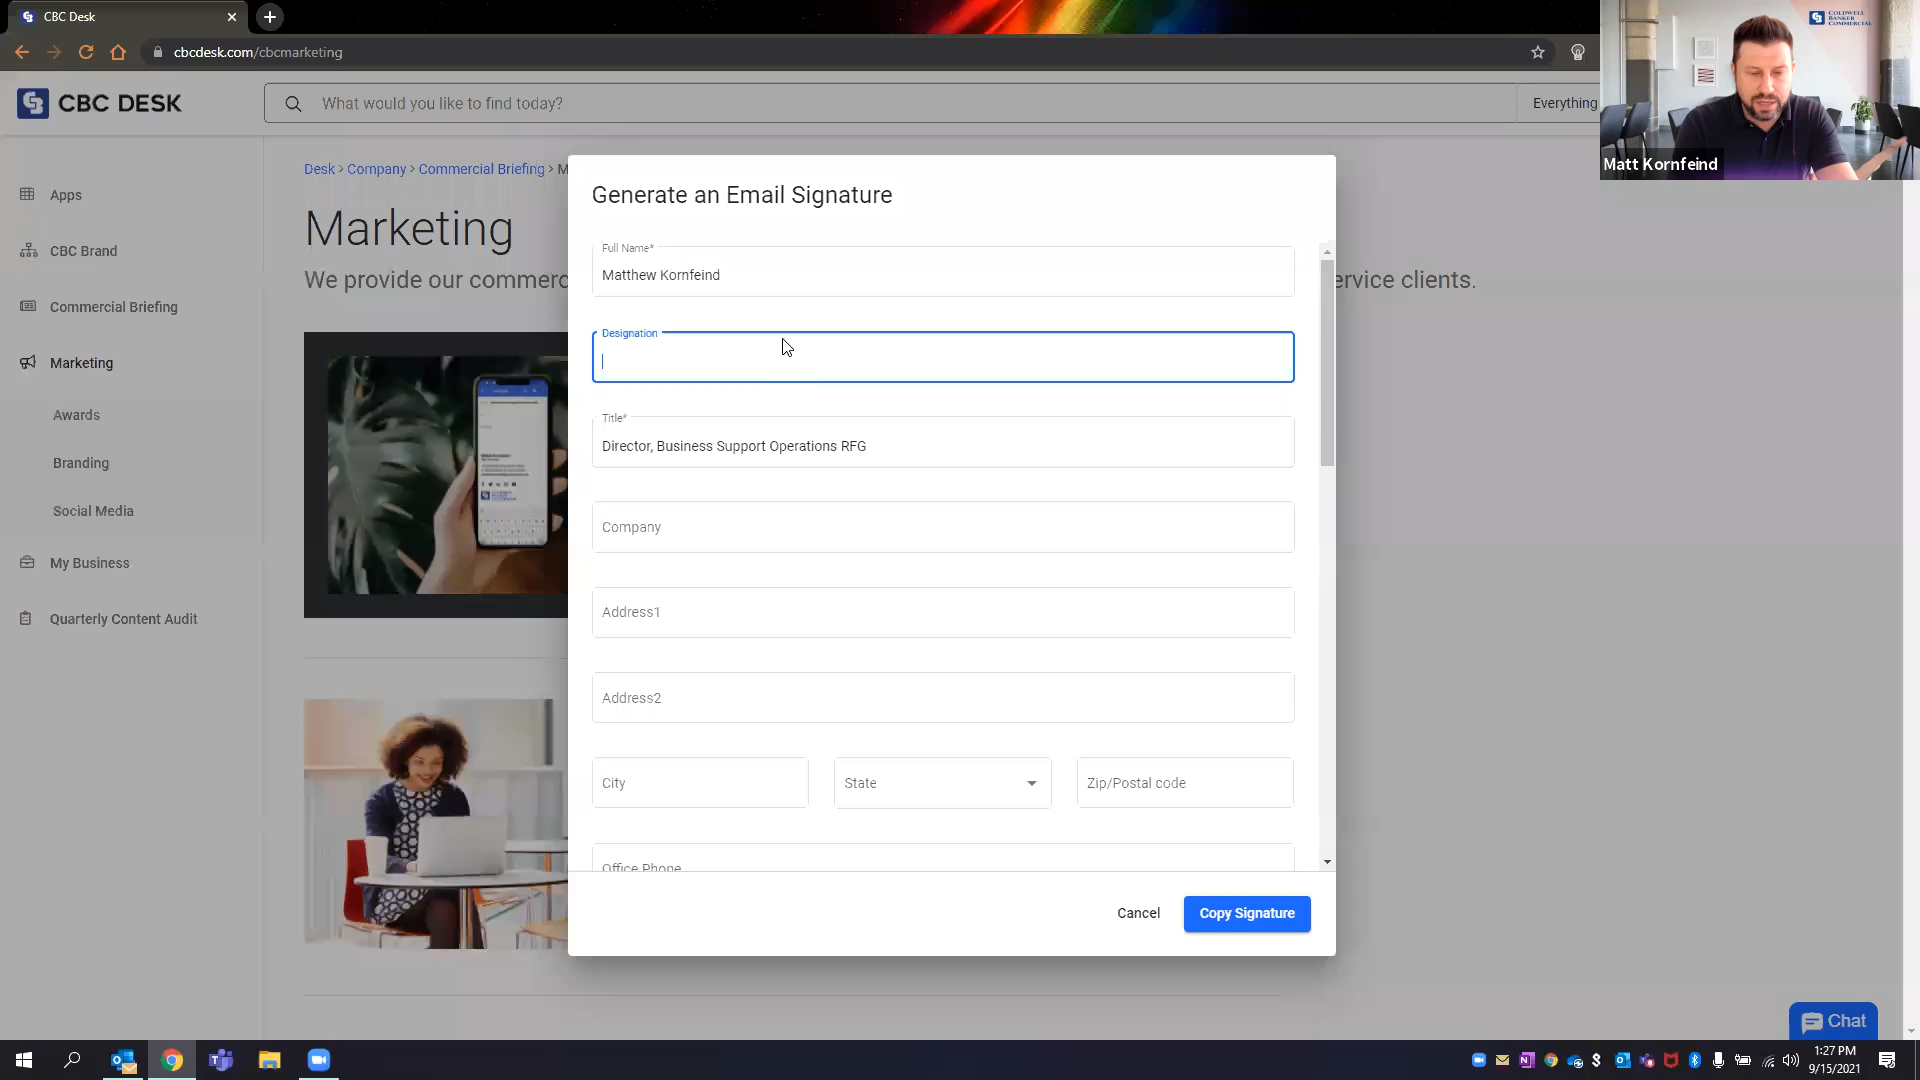 CBC Desk
cbcdesk.com/cbcmarketing
COLDWELL
BANKER
COMMERCIAL
Matt Kornfeind
CBC DESK
What would you like to find today?
Everything
Apps
CBC Brand
Commercial Briefing
Marketing
Awards
Branding
Social Media
My Business
Quarterly Content Audit
Desk > Company > Commercial Briefing > M
Marketing
We provide our commerc
ervice clients.
Generate an Email Signature
Full Name*
Matthew Kornfeind
Designation
Title*
Director, Business Support Operations RFG
Company
Address1
Address2
City
State
Zip/Postal code
Office Phone
Cancel
Copy Signature
Chat
1:27 PM
9/15/2021